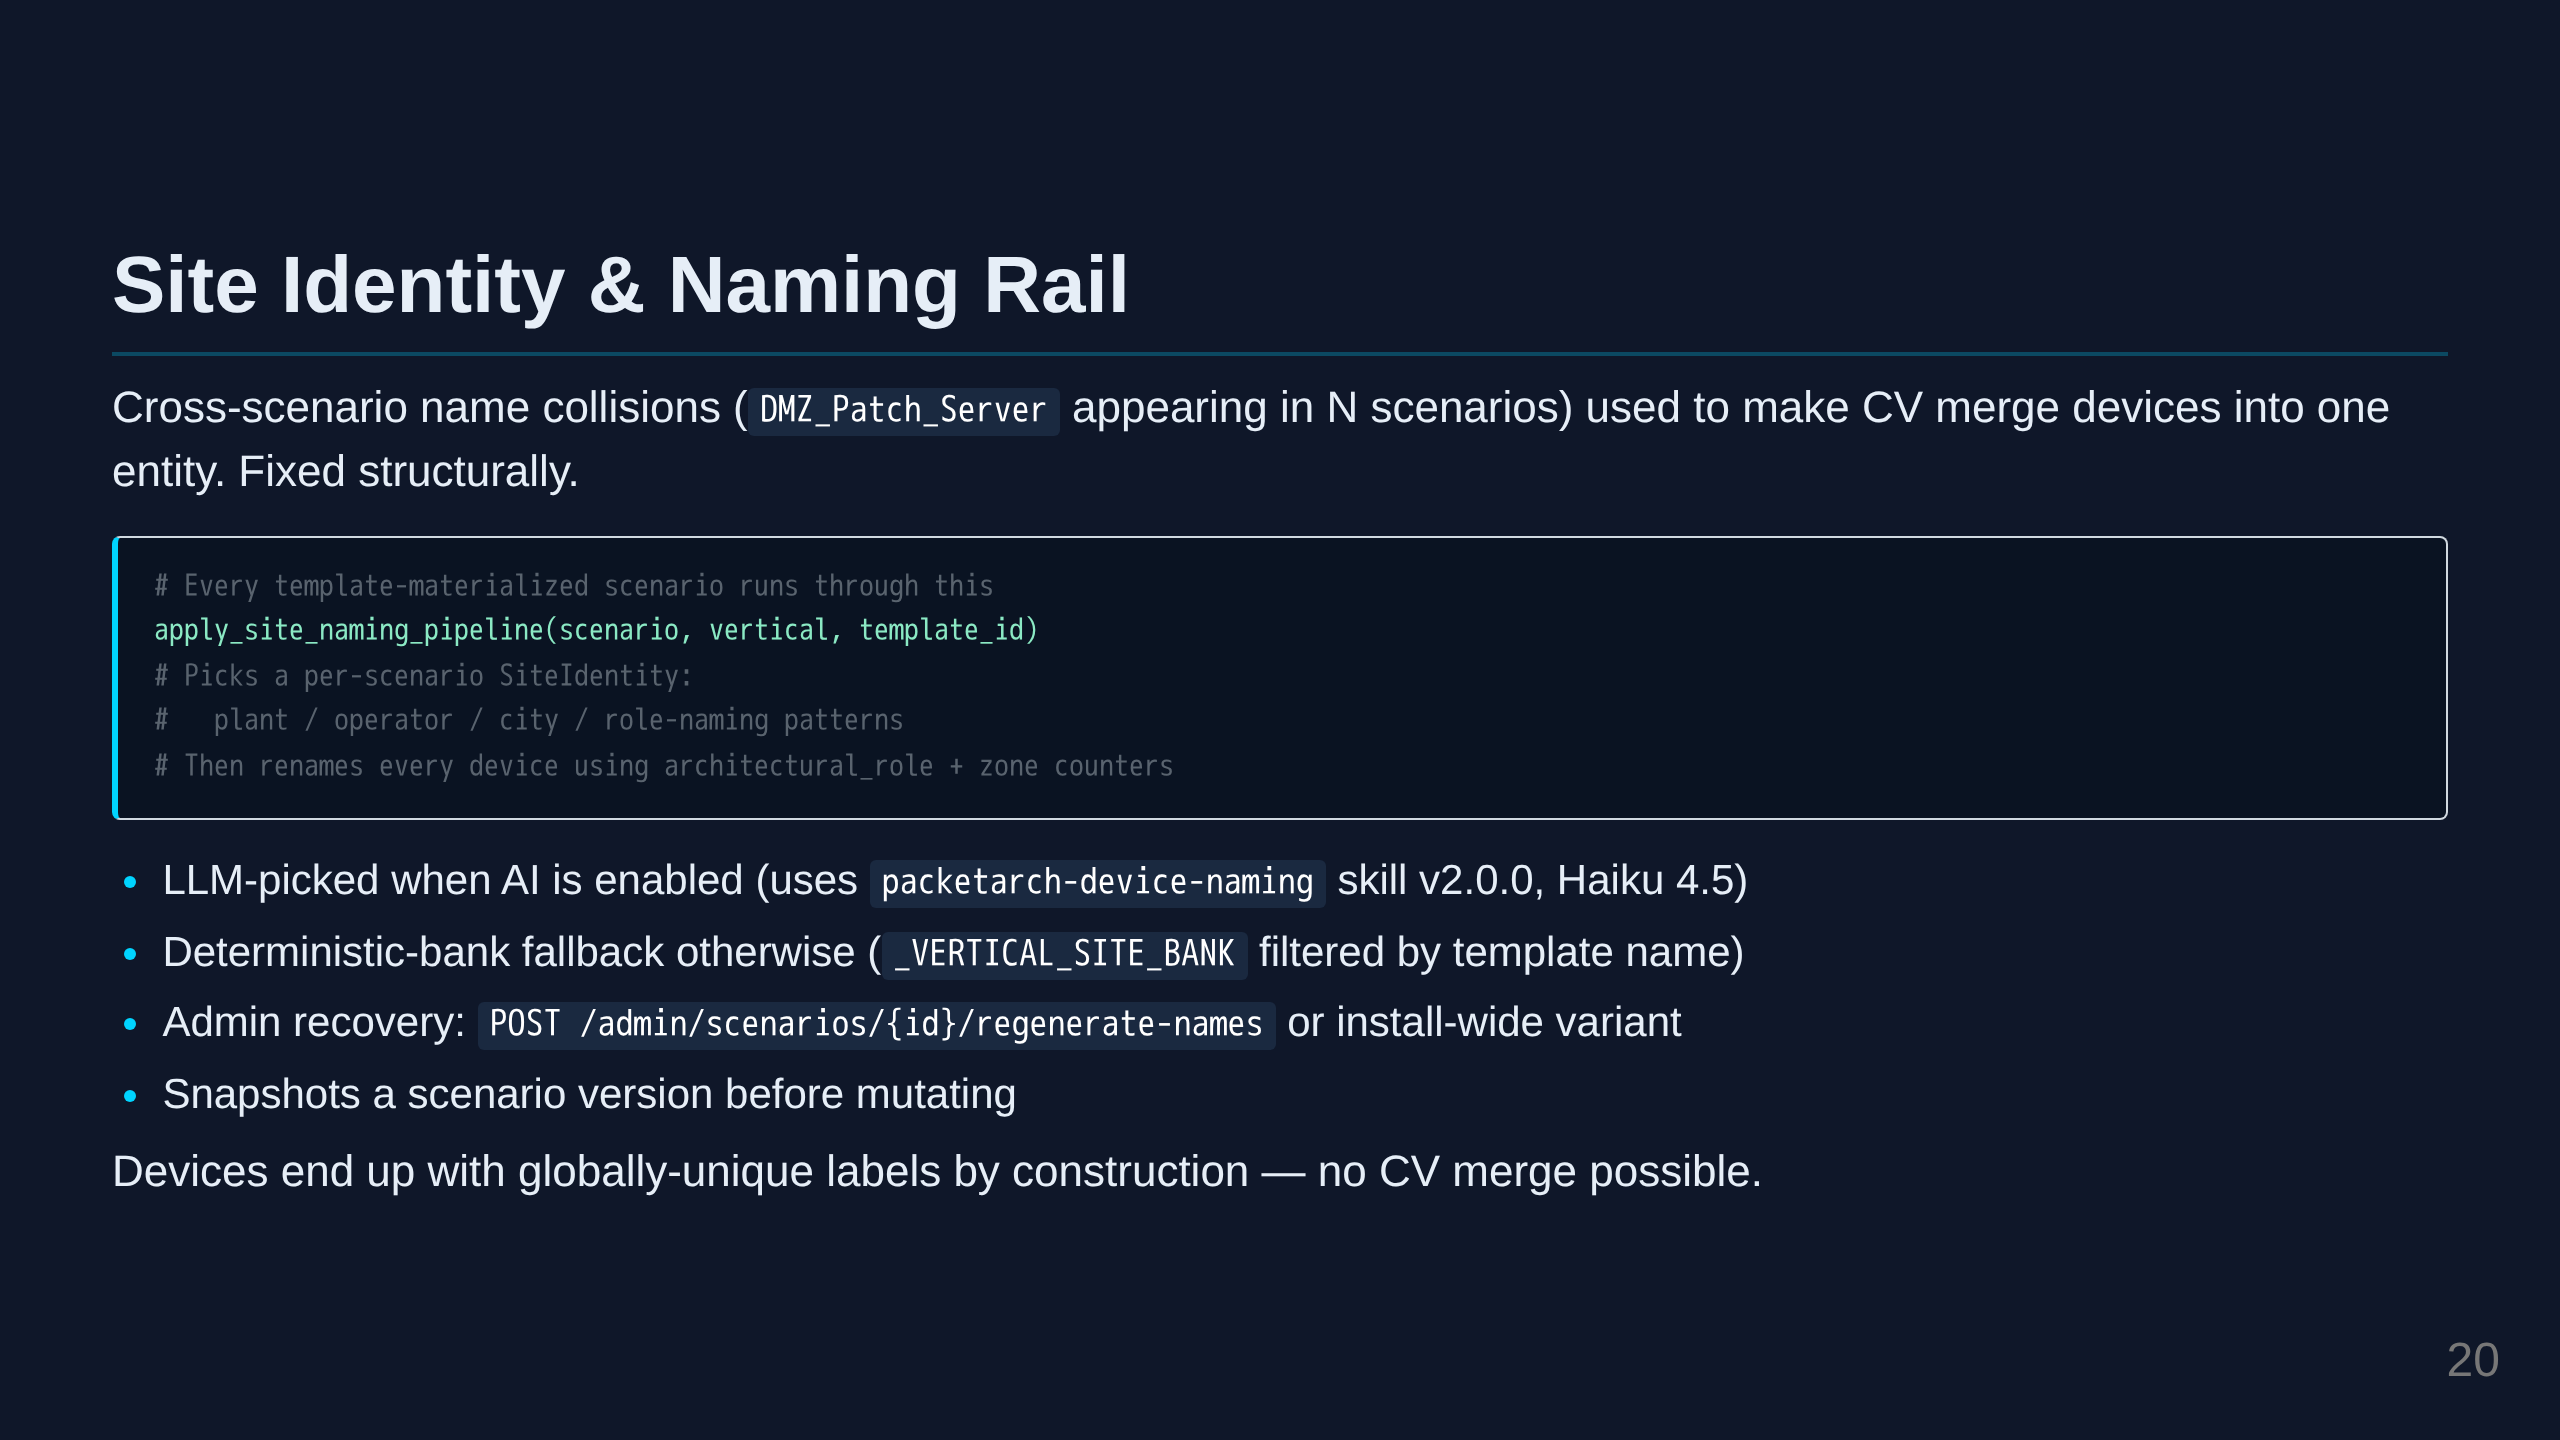 Site Identity & Naming Rail
Cross-scenario name collisions (DMZ_Patch_Server appearing in N scenarios) used to make CV merge devices into one
entity. Fixed structurally.
# Every template-materialized scenario runs through this
apply_site_naming_pipeline(scenario, vertical, template_id)
# Picks a per-scenario SiteIdentity:
#   plant / operator / city / role-naming patterns
# Then renames every device using architectural_role + zone counters
• LLM-picked when AI is enabled (uses packetarch-device-naming skill v2.0.0, Haiku 4.5)
• Deterministic-bank fallback otherwise (_VERTICAL_SITE_BANK filtered by template name)
• Admin recovery: POST /admin/scenarios/{id}/regenerate-names or install-wide variant
• Snapshots a scenario version before mutating
Devices end up with globally-unique labels by construction — no CV merge possible.
20